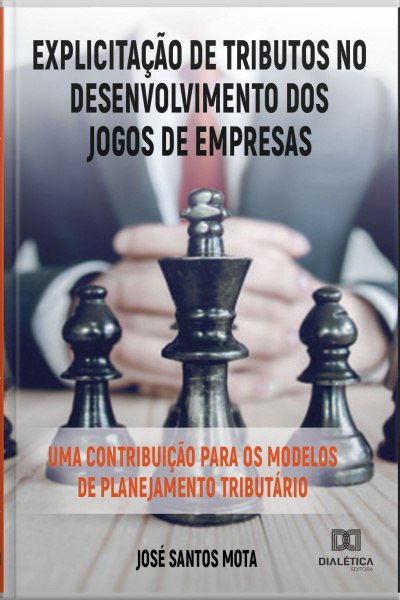 EXPLICITAÇÃO DE TRIBUTOS NO
DESENVOLVIMENTO DOS
JOGOS DE EMPRESAS
UMA CONTRIBUIÇÃO PARA OS MODELOS
DE PLANEJAMENTO TRIBUTÁRIO
JOSÉ SANTOS MOTA
DIALÉTICA
EDITORA